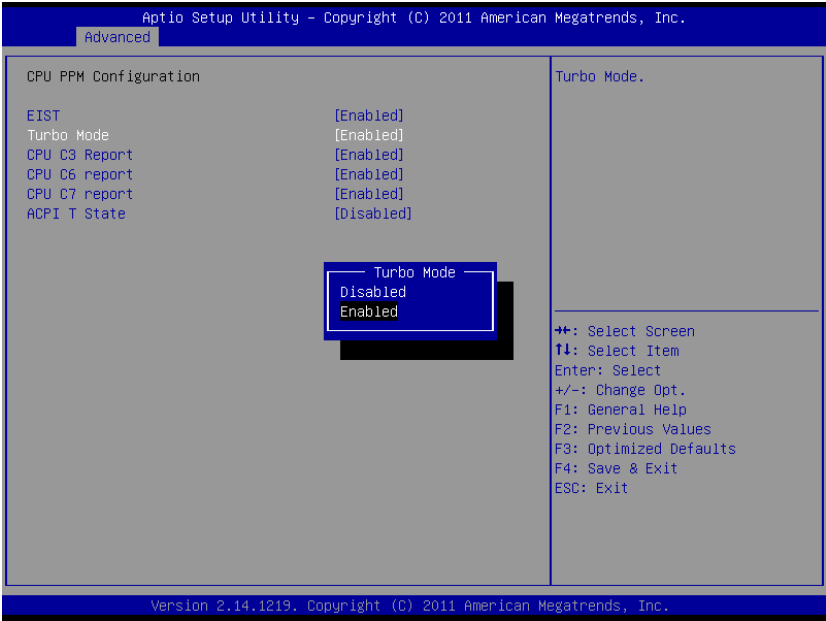 Aptio Setup Utility – Copyright (C) 2011 American Megatrends, Inc.
Advanced
CPU PPM Configuration
EIST [Enabled]
Turbo Mode [Enabled]
CPU C3 Report [Enabled]
CPU C6 report [Enabled]
CPU C7 report [Enabled]
ACPI T State [Disabled]
Turbo Mode
Disabled
Enabled
Turbo Mode.
→←: Select Screen
↑↓: Select Item
Enter: Select
+/-: Change Opt.
F1: General Help
F2: Previous Values
F3: Optimized Defaults
F4: Save & Exit
ESC: Exit
Version 2.14.1219. Copyright (C) 2011 American Megatrends, Inc.